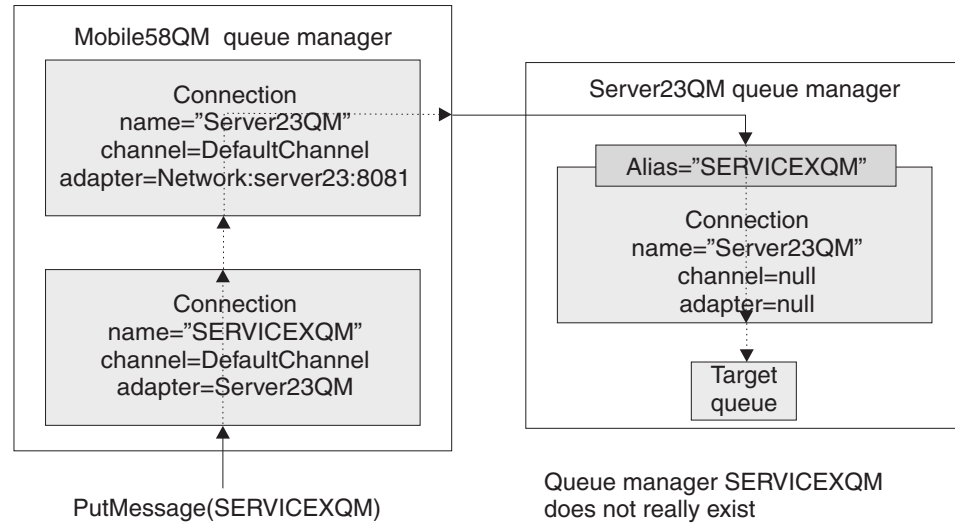 Mobile58QM queue manager
Connection
name=”Server23QM”
channel=DefaultChannel
adapter=Network:server23:8081
Connection
name=”SERVICEXQM”
channel=DefaultChannel
adapter=Server23QM
PutMessage(SERVICEXQM)
Server23QM queue manager
Alias=”SERVICEXQM”
Connection
name=”Server23QM”
channel=null
adapter=null
Target
queue
Queue manager SERVICEXQM
does not really exist